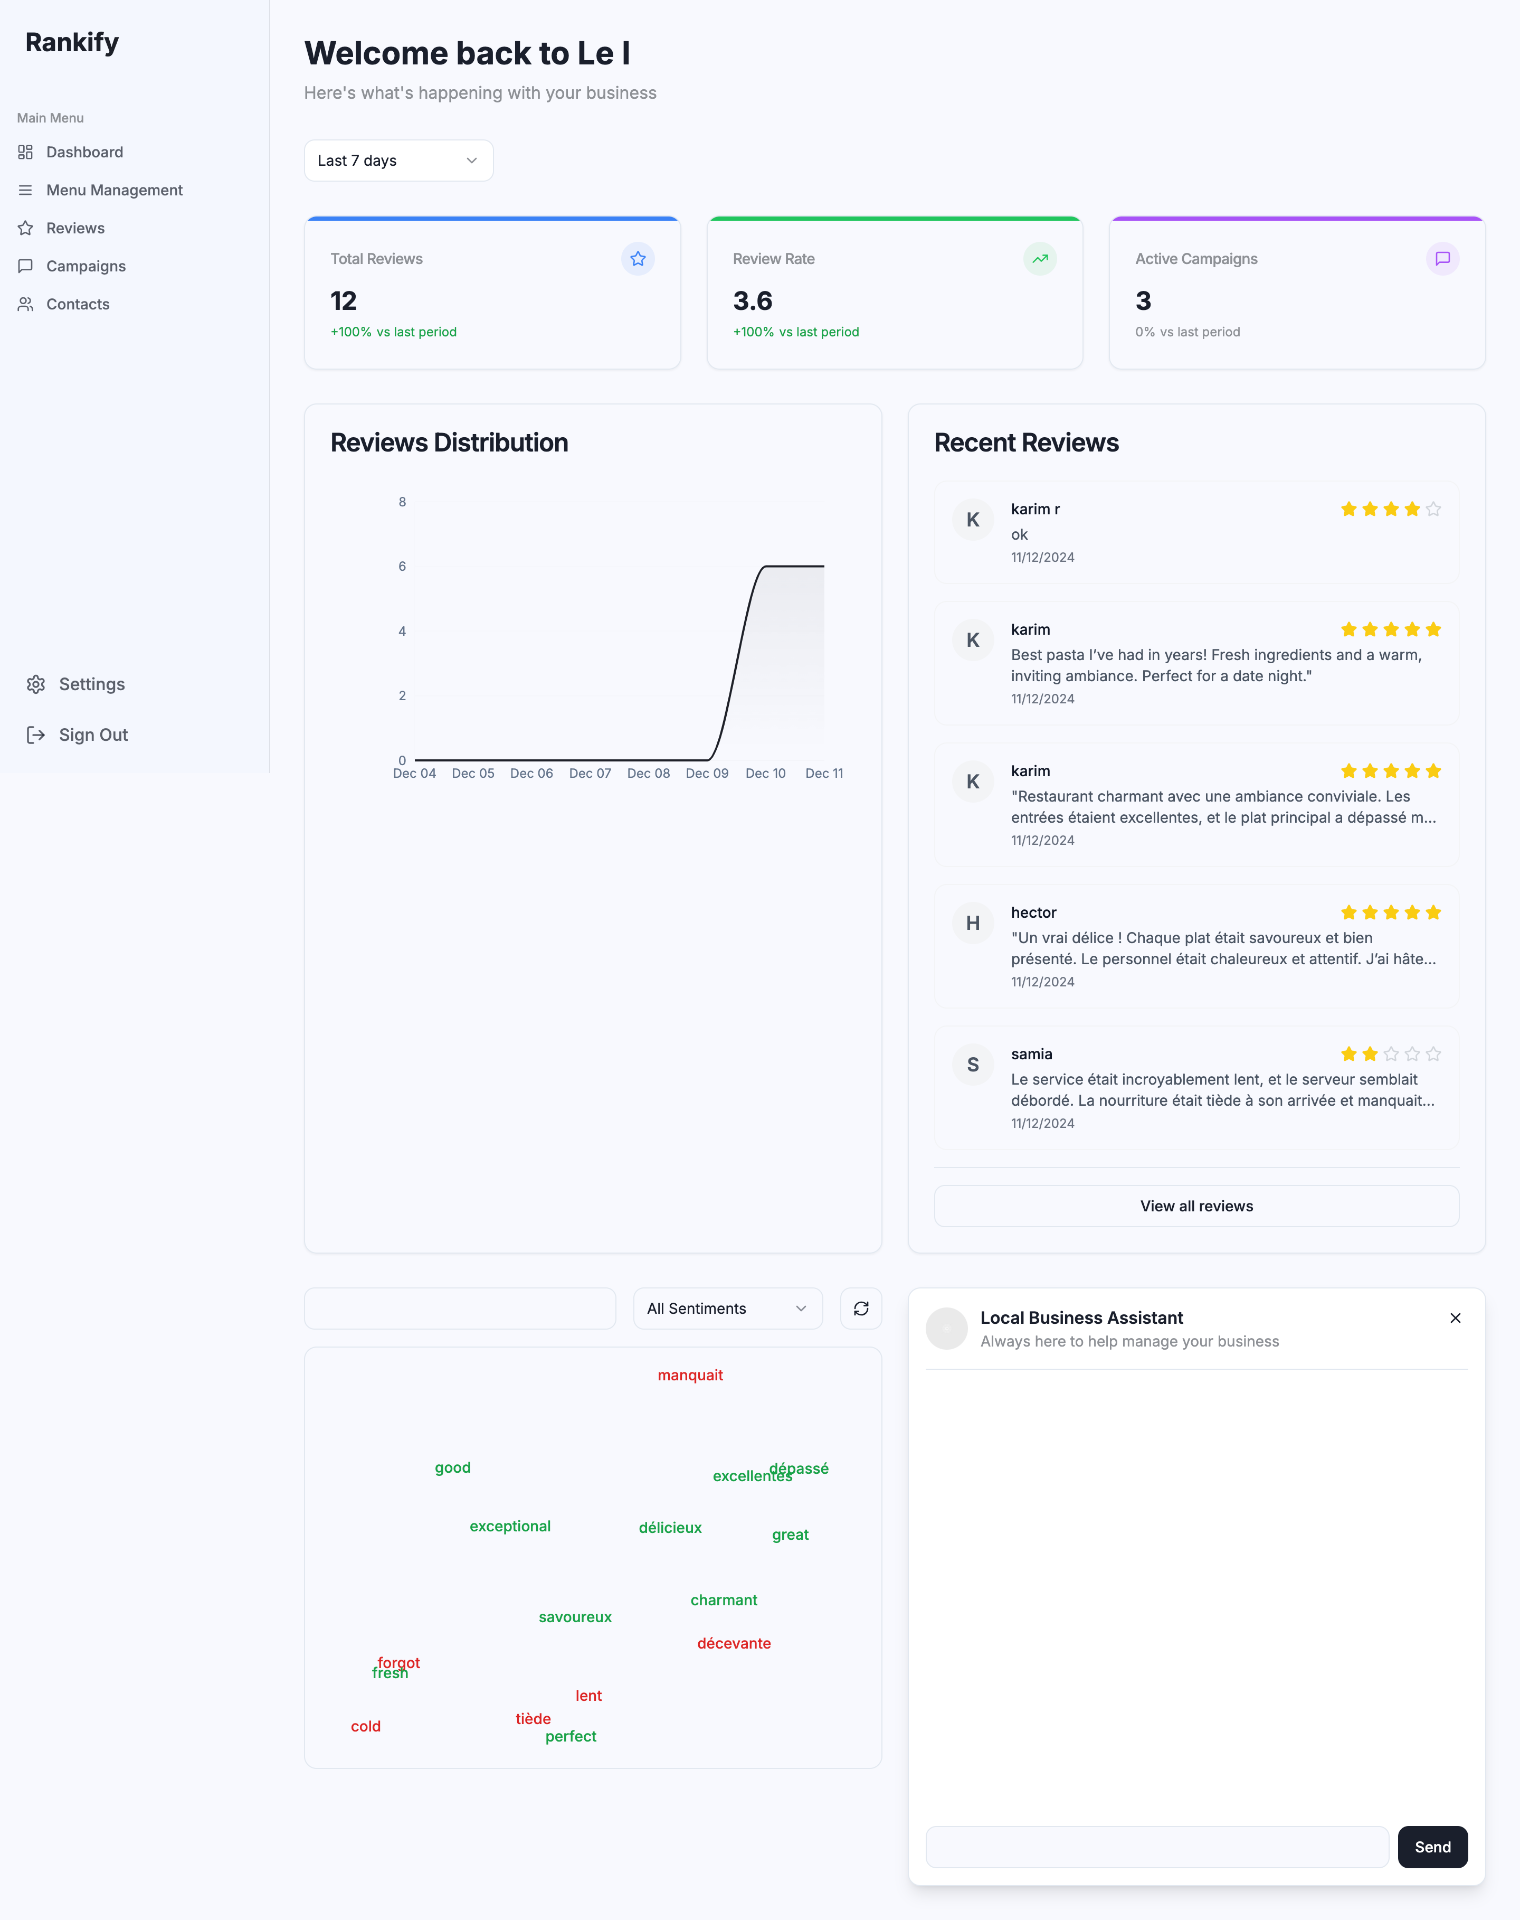 Rankify
Main Menu
Dashboard
Menu Management
Reviews
Campaigns
Contacts
Settings
Sign Out
Welcome back to Le l
Here's what's happening with your business
Last 7 days
Total Reviews
12
+100% vs last period
Review Rate
3.6
+100% vs last period
Active Campaigns
3
0% vs last period
Reviews Distribution
8
6
4
2
0
Dec 04 Dec 05 Dec 06 Dec 07 Dec 08 Dec 09 Dec 10 Dec 11
Recent Reviews
K
karim r
ok
11/12/2024
K
karim
Best pasta I’ve had in years! Fresh ingredients and a warm,
inviting ambiance. Perfect for a date night."
11/12/2024
K
karim
"Restaurant charmant avec une ambiance conviviale. Les
entrées étaient excellentes, et le plat principal a dépassé m...
11/12/2024
H
hector
"Un vrai délice ! Chaque plat était savoureux et bien
présenté. Le personnel était chaleureux et attentif. J’ai hâte...
11/12/2024
S
samia
Le service était incroyablement lent, et le serveur semblait
débordé. La nourriture était tiède à son arrivée et manquait...
11/12/2024
View all reviews
All Sentiments
manquait
good
dépassé
excellentes
exceptional
délicieux
great
charmant
savoureux
décevante
forgot
fresh
lent
tiède
cold
perfect
Local Business Assistant
Always here to help manage your business
Send